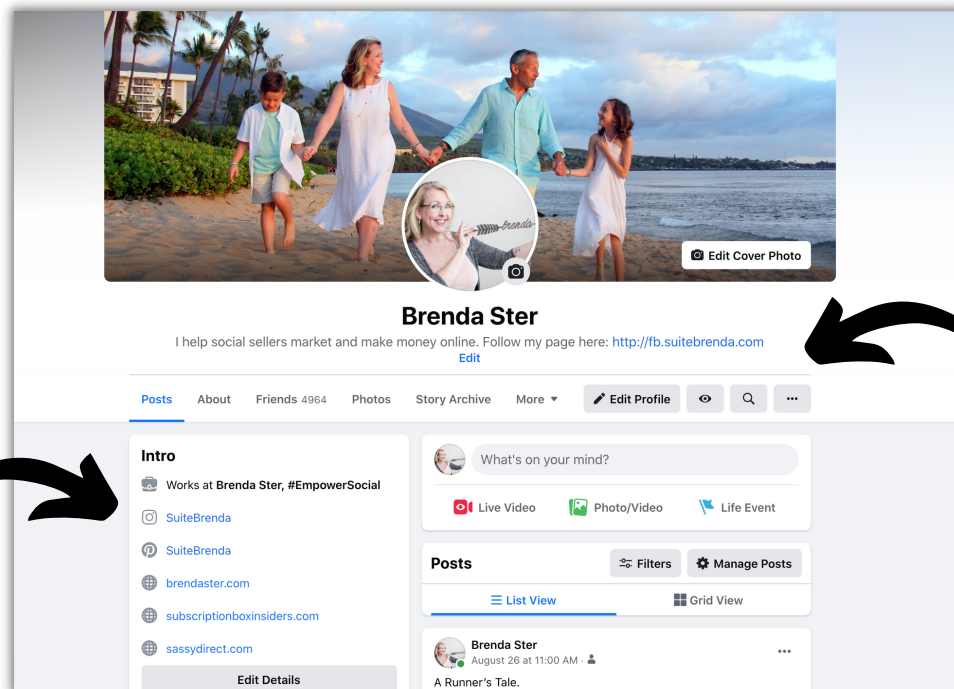 brenda
Edit Cover Photo
Brenda Ster
I help social sellers market and make money online. Follow my page here: http://fb.suitebrenda.com
Edit
Posts About Friends 4964 Photos Story Archive More Edit Profile
Intro
Works at Brenda Ster, #EmpowerSocial
SuiteBrenda
SuiteBrenda
brendaster.com
subscriptionboxinsiders.com
sassydirect.com
Edit Details
What's on your mind?
Live Video Photo/Video Life Event
Posts Filters Manage Posts
List View Grid View
Brenda Ster
August 26 at 11:00 AM ·
A Runner's Tale.